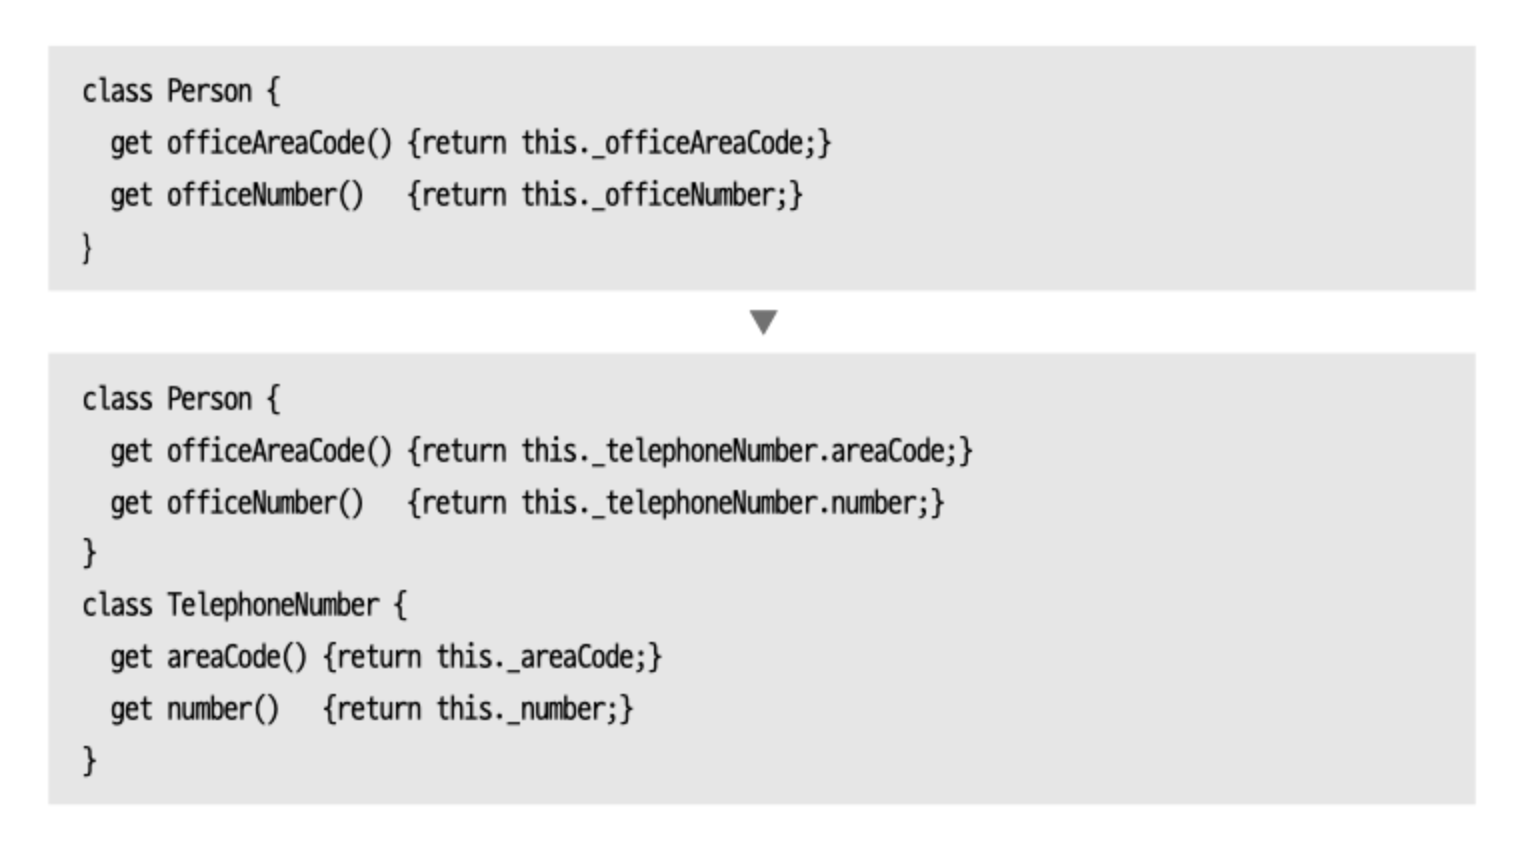 class Person {
  get officeAreaCode() {return this._officeAreaCode;}
  get officeNumber()   {return this._officeNumber;}
}
class Person {
  get officeAreaCode() {return this._telephoneNumber.areaCode;}
  get officeNumber()   {return this._telephoneNumber.number;}
}
class TelephoneNumber {
  get areaCode() {return this._areaCode;}
  get number()   {return this._number;}
}